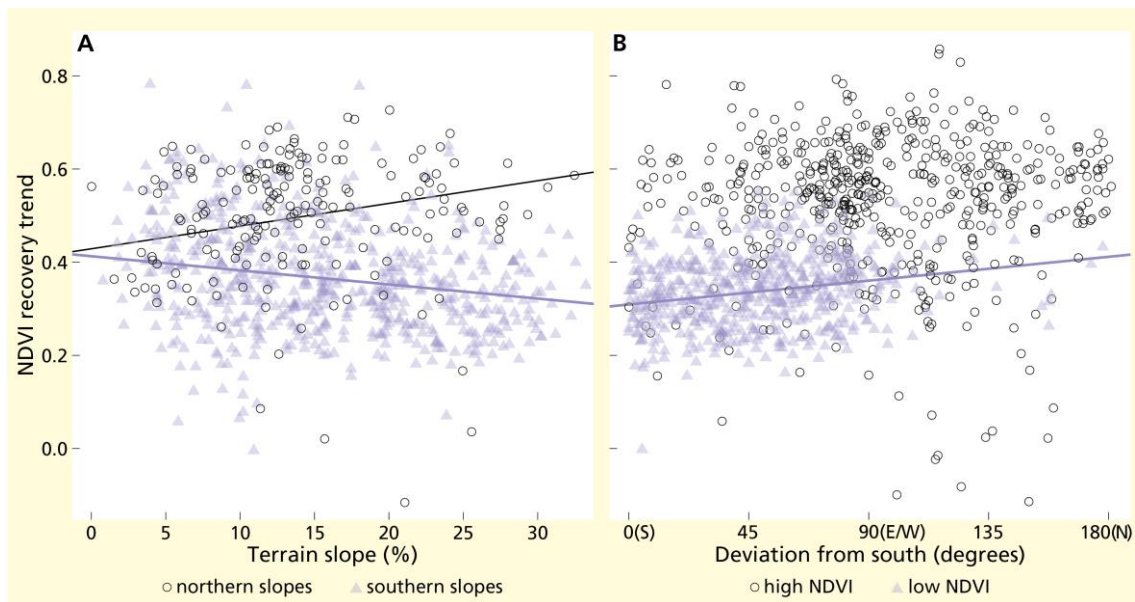 A
B
NDVI recovery trend
0.8
0.6
0.4
0.2
0.0
0 5 10 15 20 25 30
0(S) 45 90(E/W) 135 180(N)
Terrain slope (%)
Deviation from south (degrees)
northern slopes southern slopes
high NDVI low NDVI